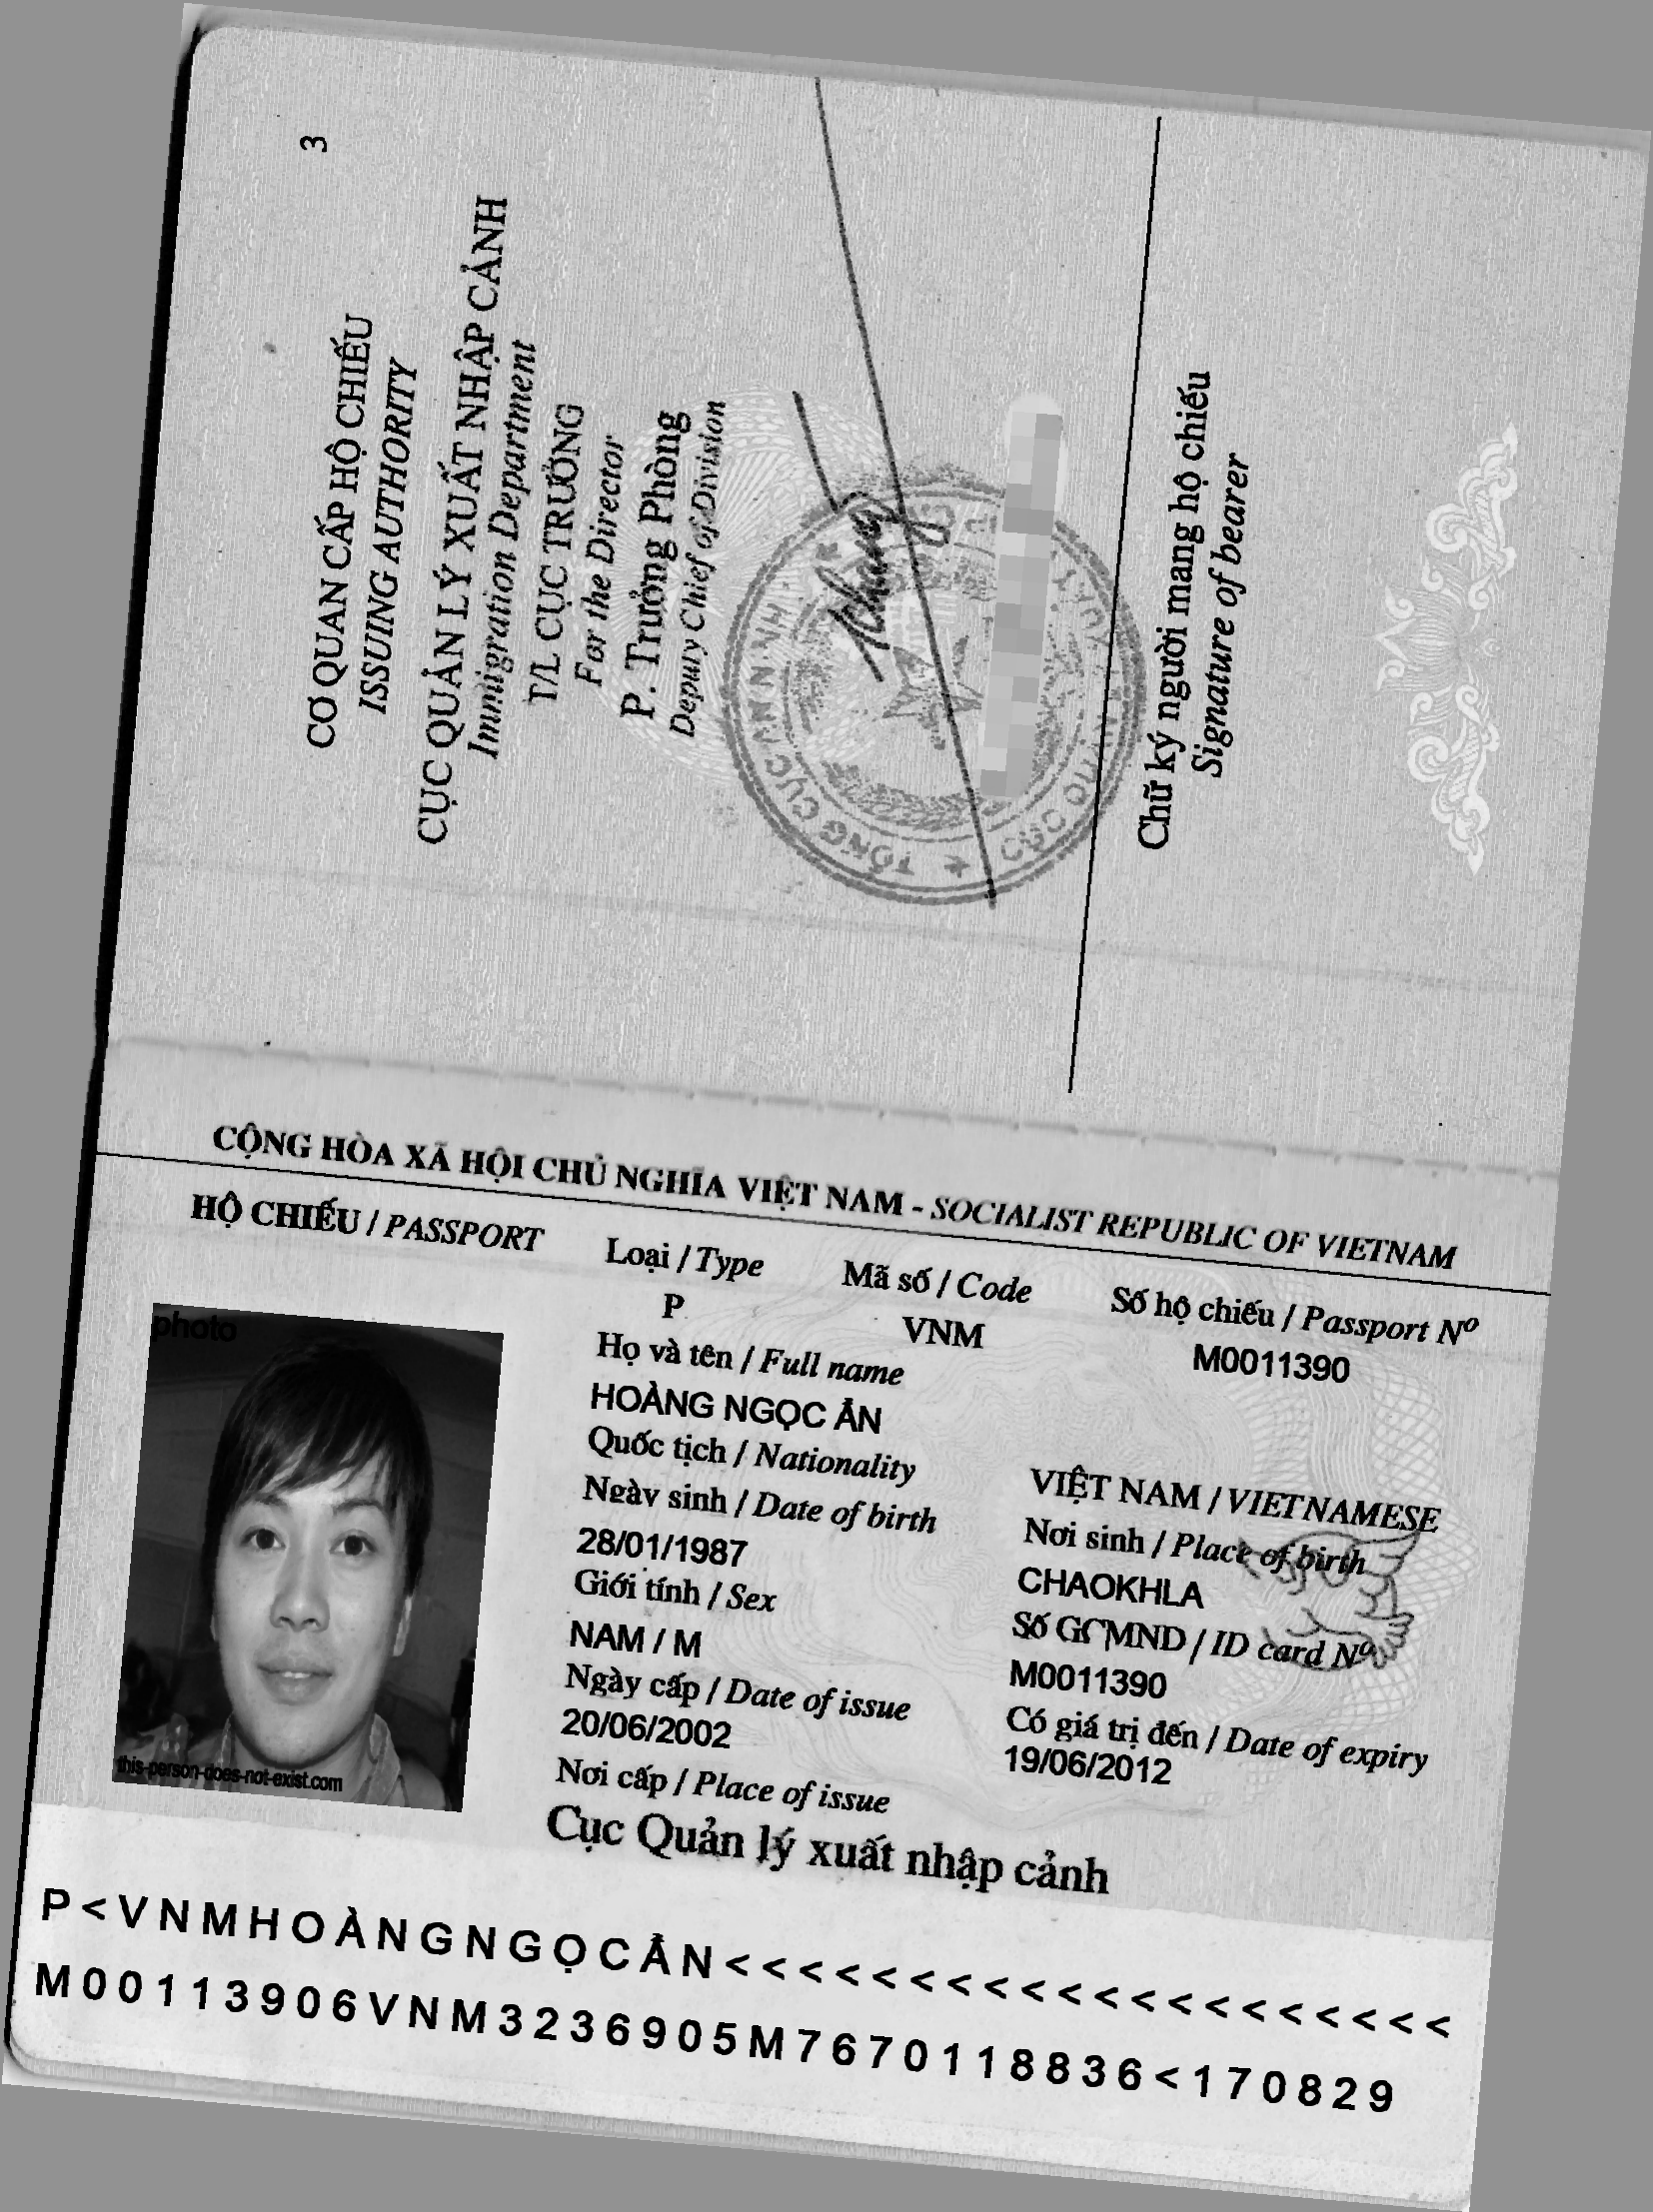 3
CƠ QUAN CẤP HỘ CHIẾU
ISSUING AUTHORITY
CỤC QUẢN LÝ XUẤT NHẬP CẢNH
Immigration Department
T/L CỤC TRƯỞNG
For the Director
P. Trưởng Phòng
Deputy Chief of Division
TỔNG CỤC AN NINH
Chữ ký người mang hộ chiếu
Signature of bearer
CỘNG HÒA XÃ HỘI CHỦ NGHĨA VIỆT NAM - SOCIALIST REPUBLIC OF VIETNAM
HỘ CHIẾU / PASSPORT
Loại / Type
Mã số / Code
Số hộ chiếu / Passport Nº
P
VNM
M0011390
photo
Họ và tên / Full name
HOÀNG NGỌC ẨN
Quốc tịch / Nationality
VIỆT NAM / VIETNAMESE
Ngày sinh / Date of birth
Nơi sinh / Place of birth
28/01/1987
CHAOKHLA
Giới tính / Sex
Số GCMND / ID card Nº
NAM / M
M0011390
Ngày cấp / Date of issue
Có giá trị đến / Date of expiry
20/06/2002
19/06/2012
Nơi cấp / Place of issue
Cục Quản lý xuất nhập cảnh
this-person-does-not-exist.com
P<VNMHOÀNGNGỌCẨN<<<<<<<<<<<<<<<<<<<<
M00113906VNM3236905M7670118836<170829